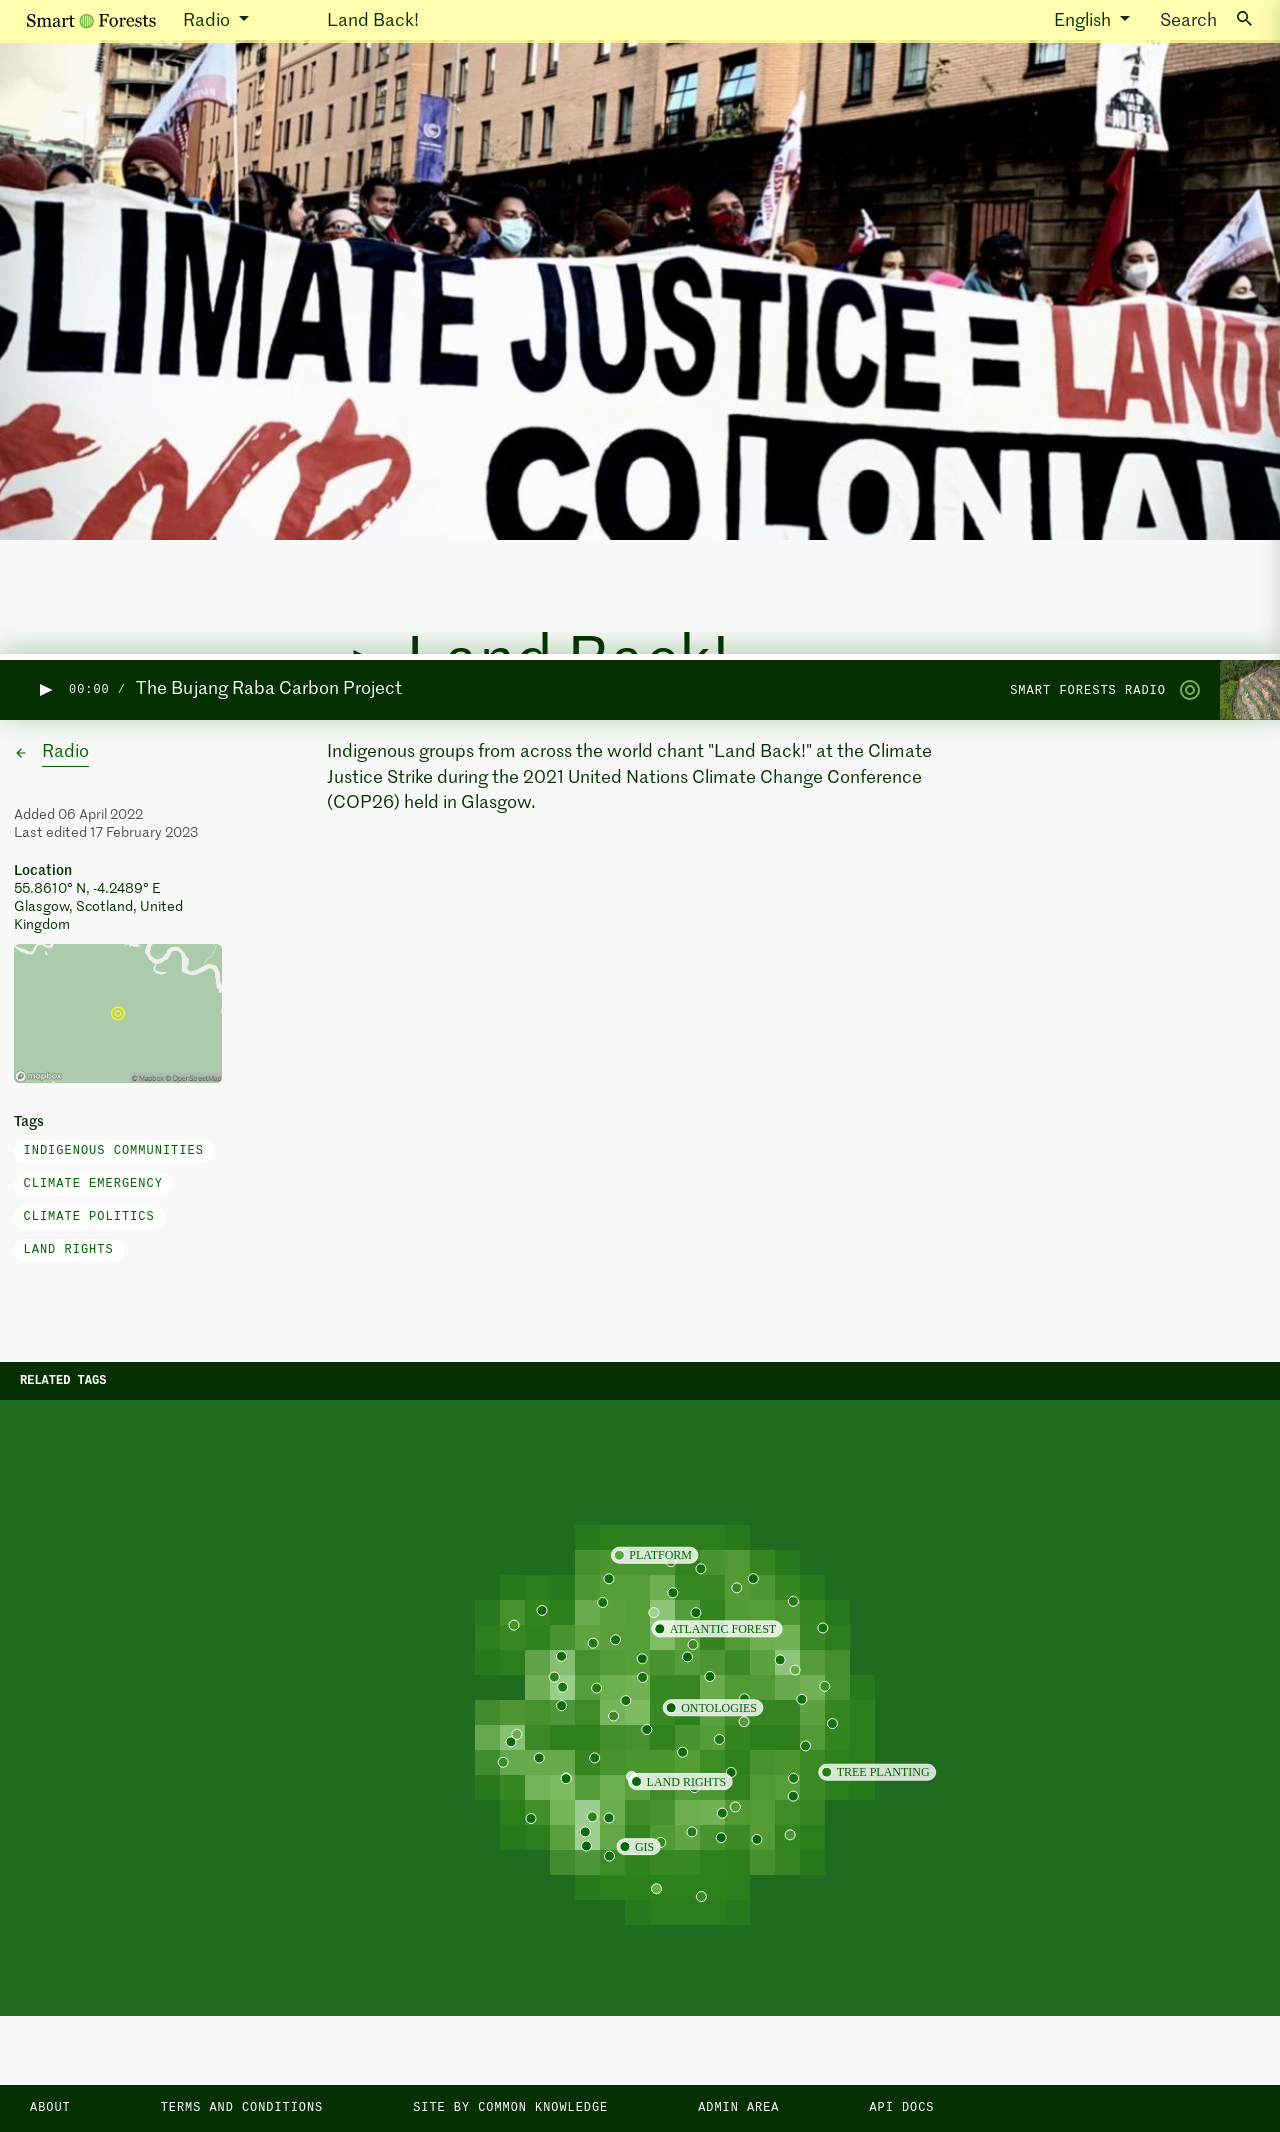 Smart Forests
Radio
Land Back!
English
Search
NO LIFE
CLIMATE JUSTICE = LAND
END COLONIAL
Land Back!
00:00 /
The Bujang Raba Carbon Project
SMART FORESTS RADIO
Radio
Indigenous groups from across the world chant "Land Back!" at the Climate
Justice Strike during the 2021 United Nations Climate Change Conference
(COP26) held in Glasgow.
Added 06 April 2022
Last edited 17 February 2023
Location
55.8610° N, -4.2489° E
Glasgow, Scotland, United
Kingdom
mapbox
© Mapbox © OpenStreetMap
Tags
INDIGENOUS COMMUNITIES
CLIMATE EMERGENCY
CLIMATE POLITICS
LAND RIGHTS
RELATED TAGS
PLATFORM
ATLANTIC FOREST
ONTOLOGIES
TREE PLANTING
LAND RIGHTS
GIS
ABOUT
TERMS AND CONDITIONS
SITE BY COMMON KNOWLEDGE
ADMIN AREA
API DOCS